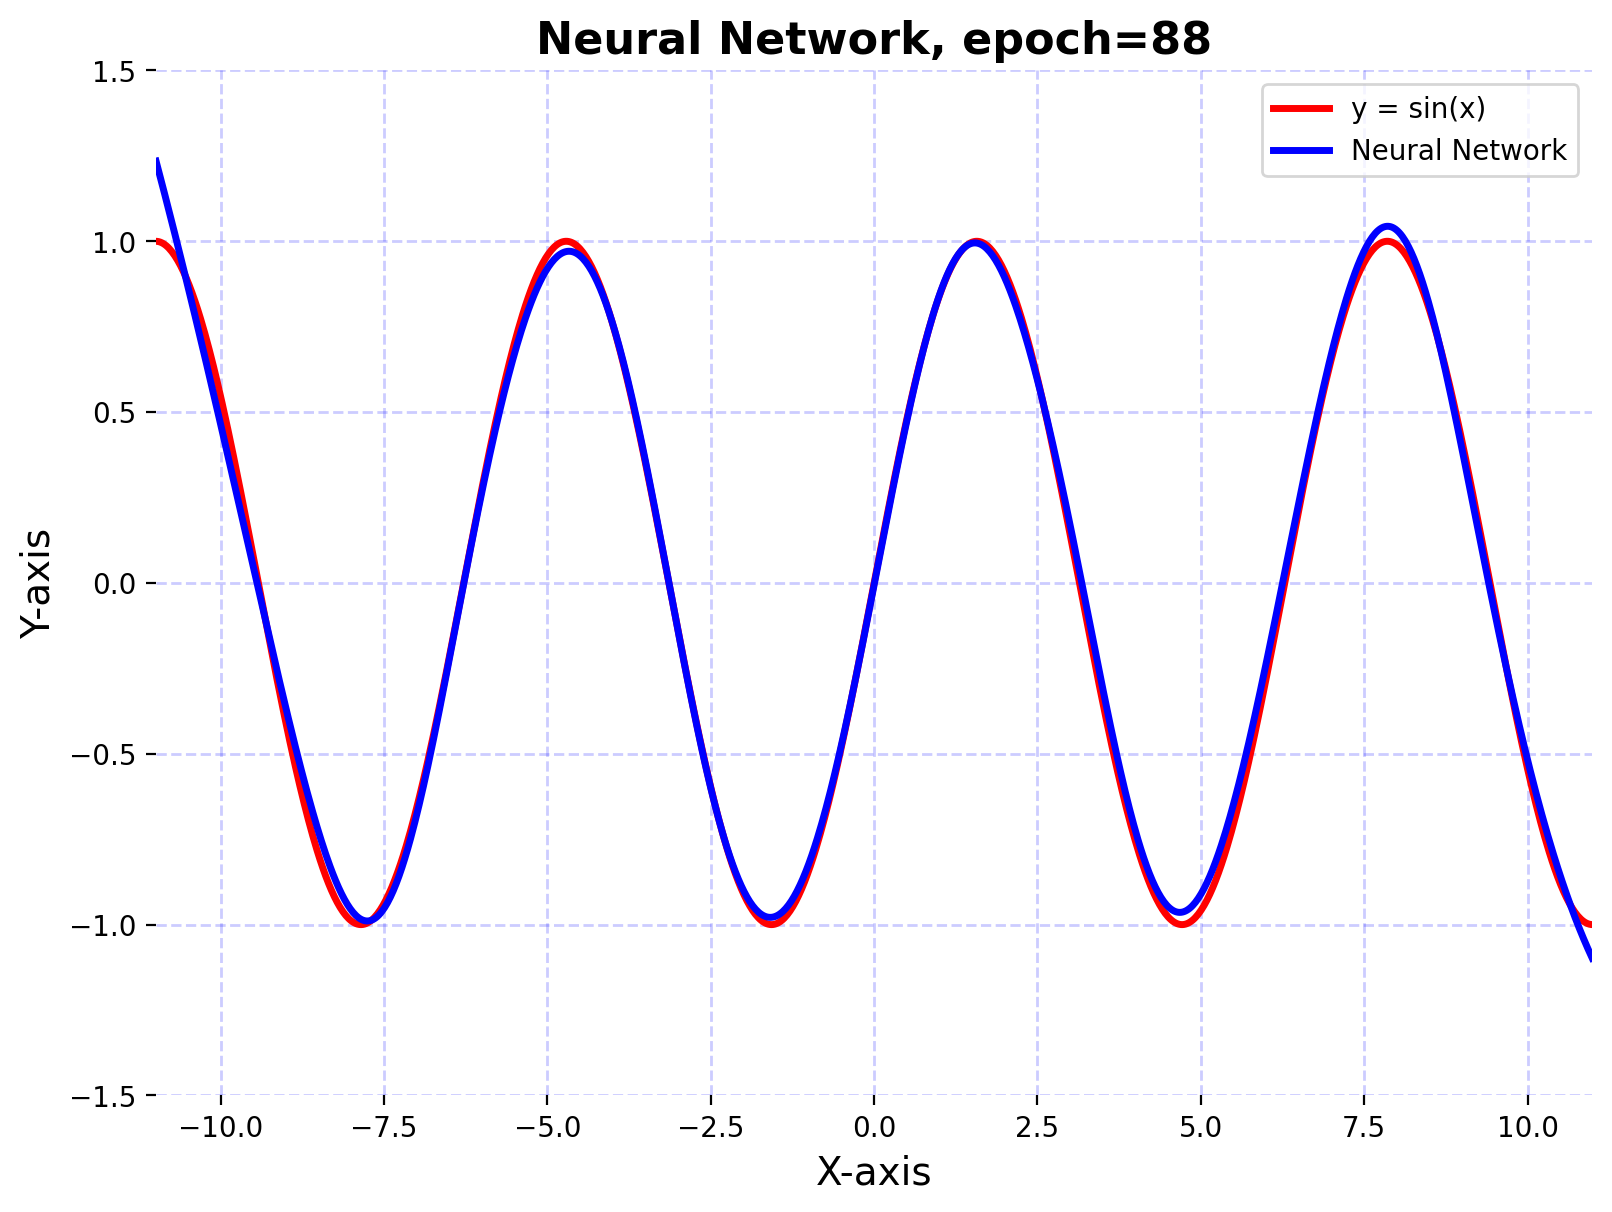 Neural Network, epoch=88
1.5
y = sin(x)
Neural Network
1.0
0.5
0.0
−0.5
−1.0
−1.5
Y-axis
−10.0 −7.5 −5.0 −2.5 0.0 2.5 5.0 7.5 10.0
X-axis